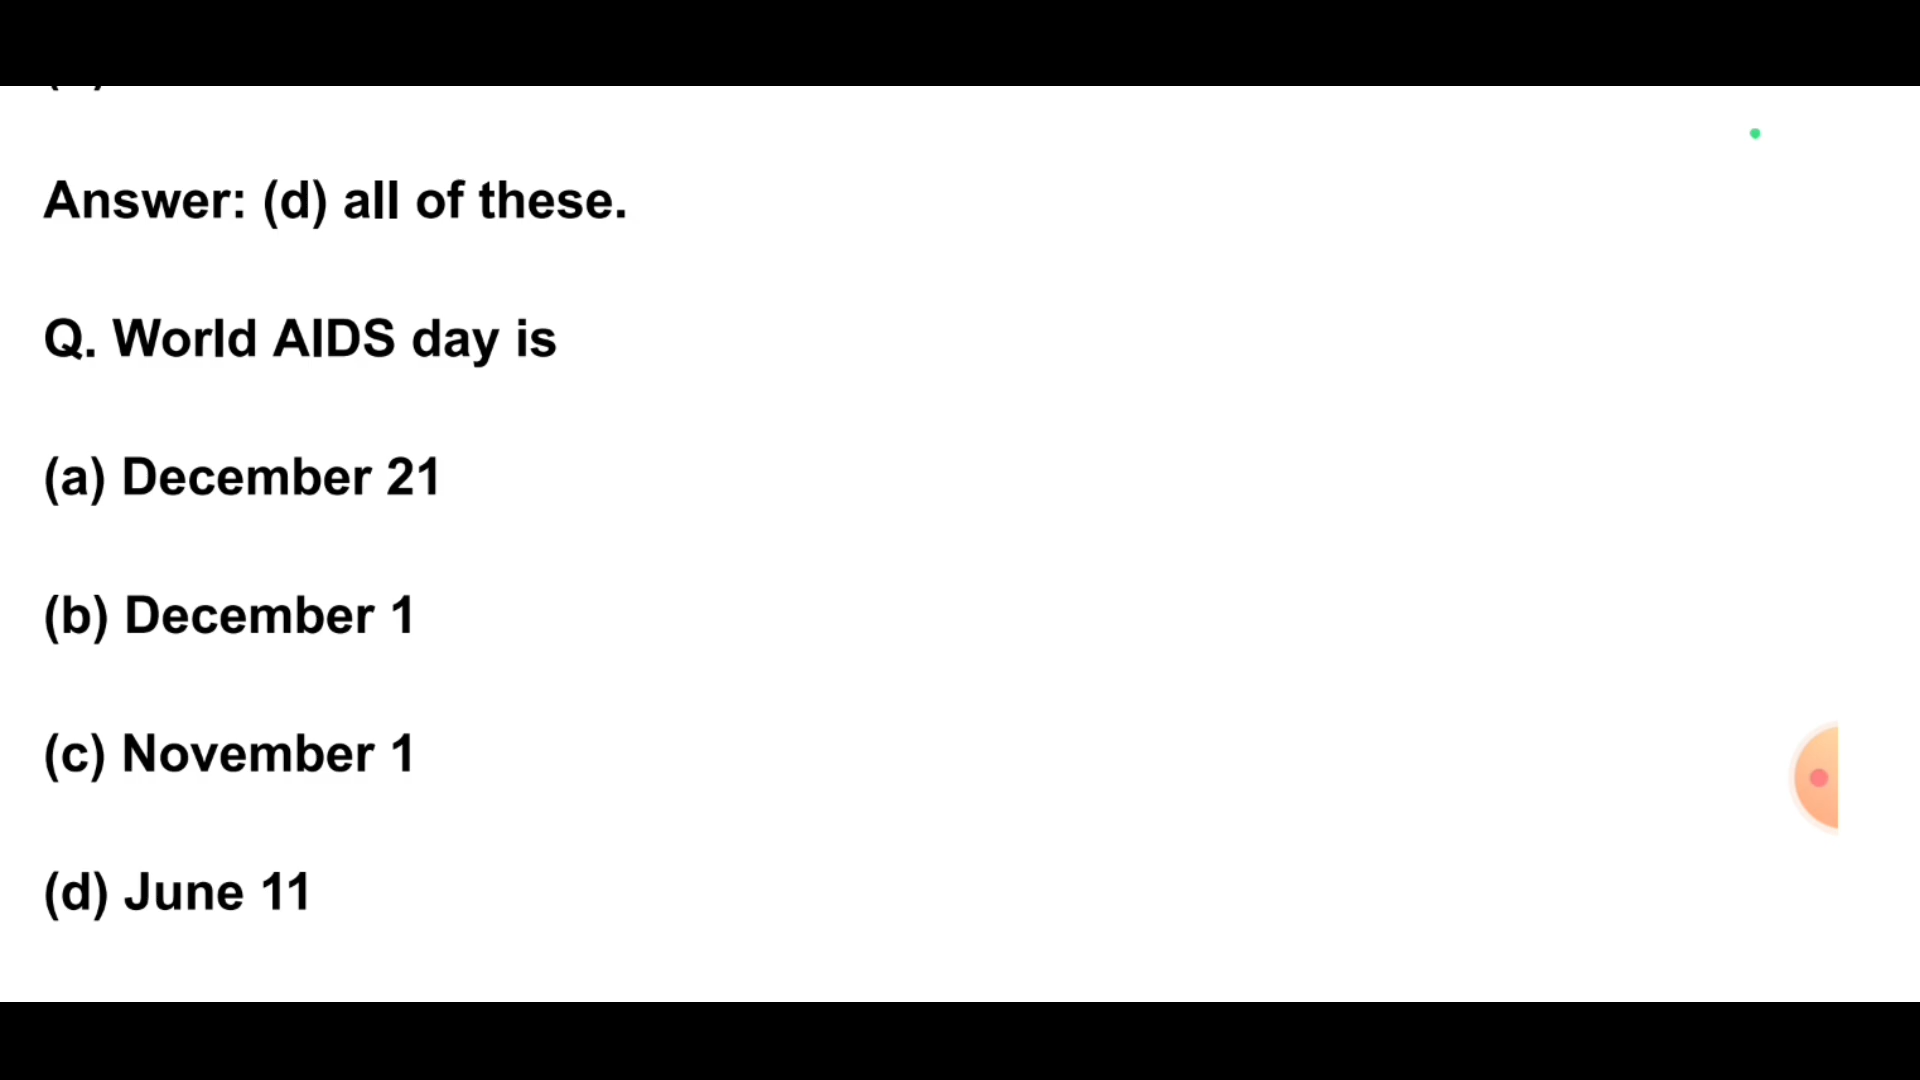 Answer: (d) all of these.
Q. World AIDS day is
(a) December 21
(b) December 1
(c) November 1
(d) June 11